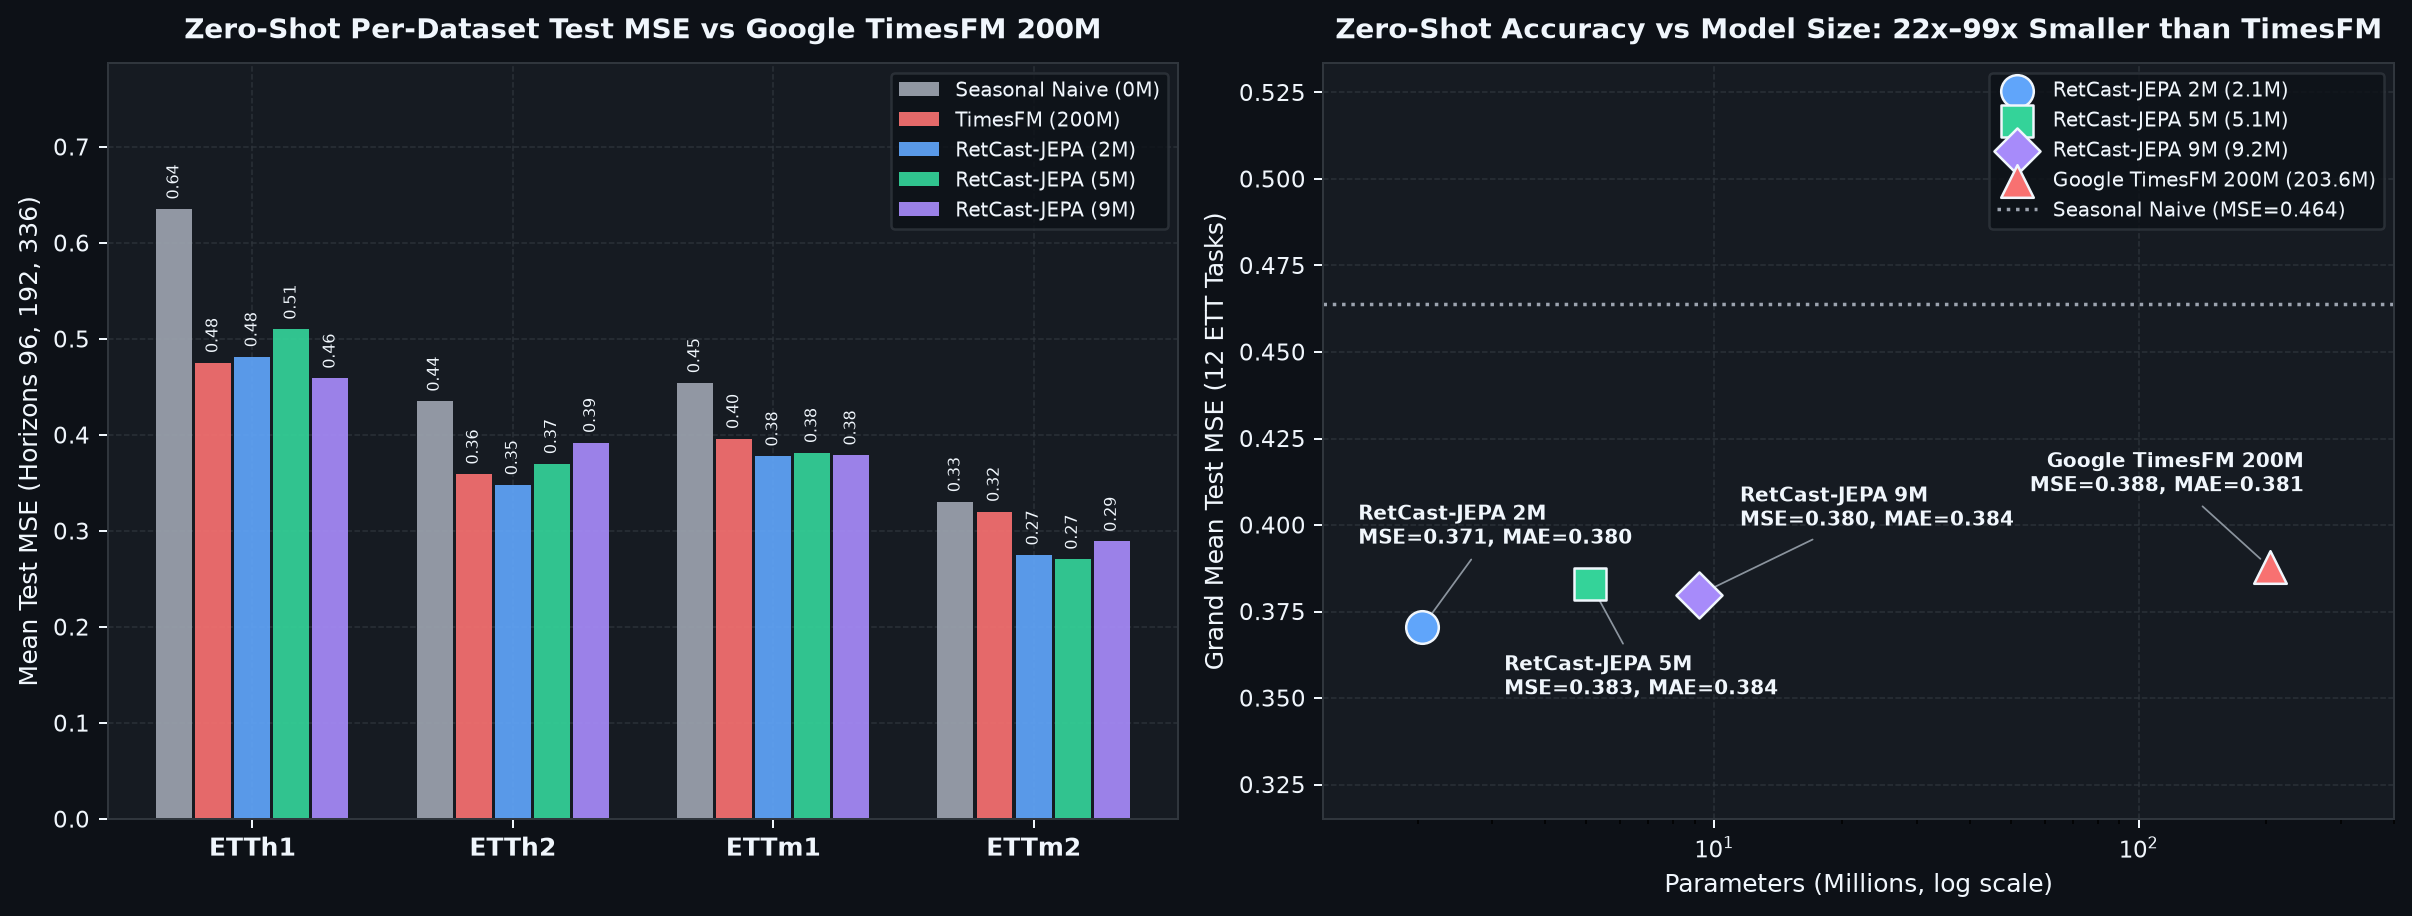 Zero-Shot Per-Dataset Test MSE vs Google TimesFM 200M
Mean Test MSE (Horizons 96, 192, 336)
0.7
0.6
0.5
0.4
0.3
0.2
0.1
0.0
Seasonal Naive (0M)
TimesFM (200M)
RetCast-JEPA (2M)
RetCast-JEPA (5M)
RetCast-JEPA (9M)
0.64
0.48
0.48
0.51
0.46
0.44
0.36
0.35
0.37
0.39
0.45
0.40
0.38
0.38
0.38
0.33
0.32
0.27
0.27
0.29
ETTh1
ETTh2
ETTm1
ETTm2
Zero-Shot Accuracy vs Model Size: 22x–99x Smaller than TimesFM
Grand Mean Test MSE (12 ETT Tasks)
0.525
0.500
0.475
0.450
0.425
0.400
0.375
0.350
0.325
RetCast-JEPA 2M (2.1M)
RetCast-JEPA 5M (5.1M)
RetCast-JEPA 9M (9.2M)
Google TimesFM 200M (203.6M)
Seasonal Naive (MSE=0.464)
Google TimesFM 200M
MSE=0.388, MAE=0.381
RetCast-JEPA 9M
MSE=0.380, MAE=0.384
RetCast-JEPA 2M
MSE=0.371, MAE=0.380
RetCast-JEPA 5M
MSE=0.383, MAE=0.384
10¹
10²
Parameters (Millions, log scale)